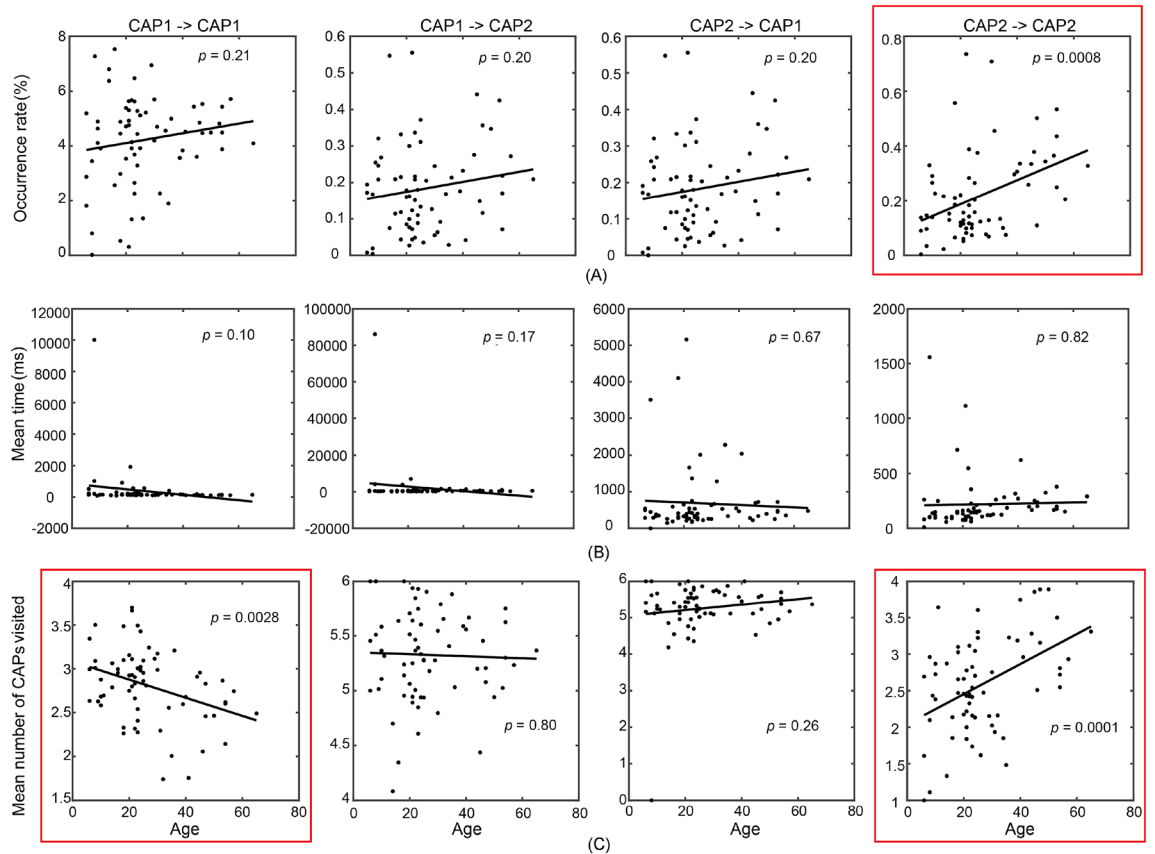 CAP1 -> CAP1 CAP1 -> CAP2 CAP2 -> CAP1 CAP2 -> CAP2
Occurrence rate (%)
8 6 4 2 0
p = 0.21
0.6 0.5 0.4 0.3 0.2 0.1 0
p = 0.20
0.6 0.5 0.4 0.3 0.2 0.1 0
p = 0.20
0.8 0.6 0.4 0.2 0
p = 0.0008
(A)
Mean time (ms)
12000 10000 8000 6000 4000 2000 0 -2000
p = 0.10
100000 80000 60000 40000 20000 0 -20000
p = 0.17
6000 5000 4000 3000 2000 1000 0
p = 0.67
2000 1500 1000 500 0
p = 0.82
(B)
Mean number of CAPs visited
4 3.5 3 2.5 2 1.5
p = 0.0028
0 20 40 60 80
Age
6 5.5 5 4.5 4
p = 0.80
0 20 40 60 80
Age
6 5 4 3 2 1 0
p = 0.26
0 20 40 60 80
Age
4 3.5 3 2.5 2 1.5 1
p = 0.0001
0 20 40 60 80
Age
(C)